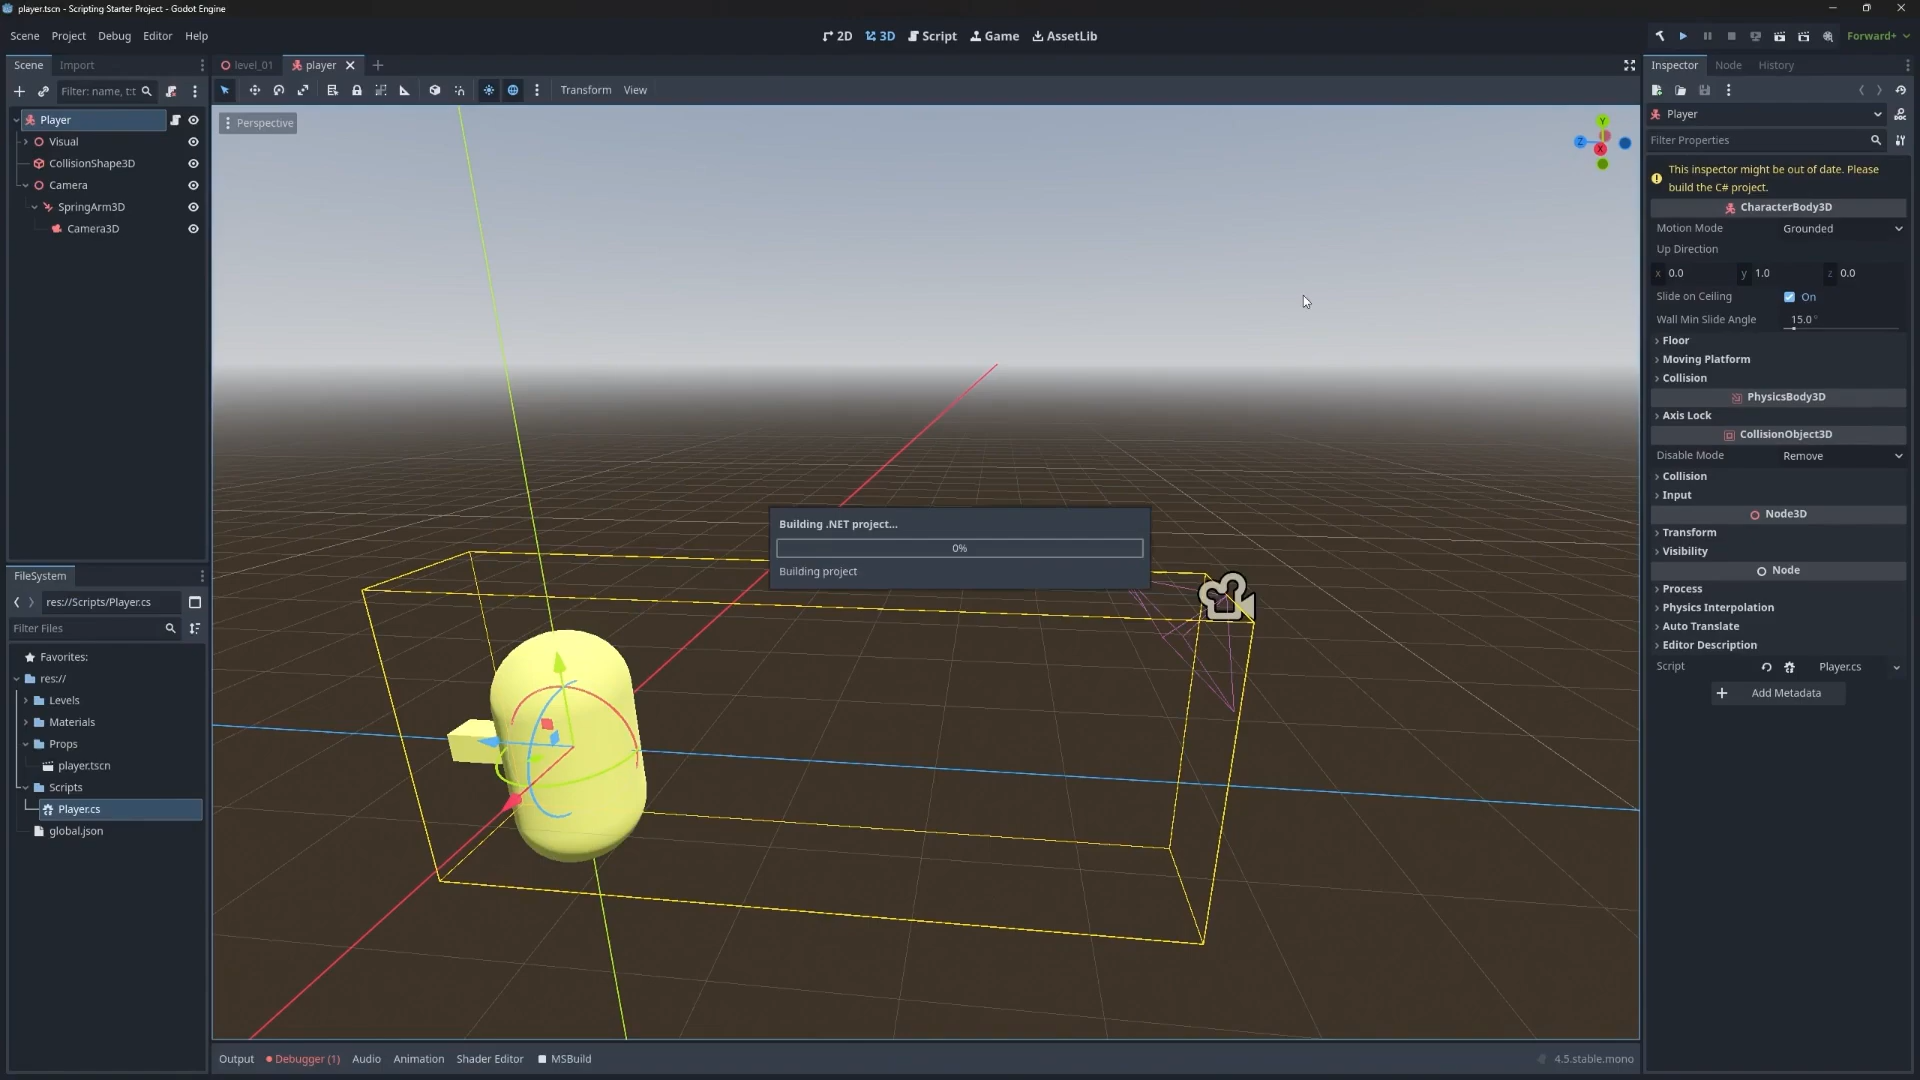 player.tscn - Scripting Starter Project - Godot Engine
Scene Project Debug Editor Help
2D 3D Script Game AssetLib
Forward+
Scene Import
level_01 player
Inspector Node History
Filter: name, t:t
Transform View
Player
Visual
CollisionShape3D
Camera
SpringArm3D
Camera3D
Perspective
Y
Z
X
Building .NET project...
0%
Building project
Player
Filter Properties
This inspector might be out of date. Please
build the C# project.
CharacterBody3D
Motion Mode Grounded
Up Direction
x 0.0 y 1.0 z 0.0
Slide on Ceiling On
Wall Min Slide Angle 15.0 °
Floor
Moving Platform
Collision
PhysicsBody3D
Axis Lock
CollisionObject3D
Disable Mode Remove
Collision
Input
Node3D
Transform
Visibility
Node
Process
Physics Interpolation
Auto Translate
Editor Description
Script Player.cs
Add Metadata
FileSystem
res://Scripts/Player.cs
Filter Files
Favorites:
res://
Levels
Materials
Props
player.tscn
Scripts
Player.cs
global.json
Output Debugger (1) Audio Animation Shader Editor MSBuild
4.5.stable.mono